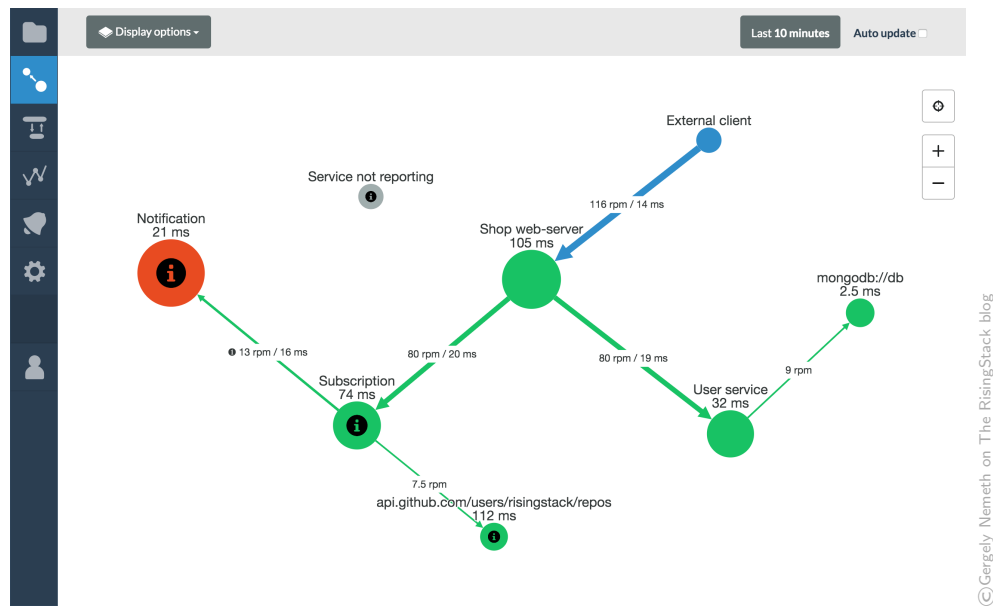 Display options
Last 10 minutes
Auto update
External client
Service not reporting
116 rpm / 14 ms
Notification
21 ms
Shop web-server
105 ms
mongodb://db
2.5 ms
13 rpm / 16 ms
80 rpm / 20 ms
80 rpm / 19 ms
9 rpm
Subscription
74 ms
User service
32 ms
7.5 rpm
api.github.com/users/risingstack/repos
112 ms
©Gergely Nemeth on The RisingStack blog